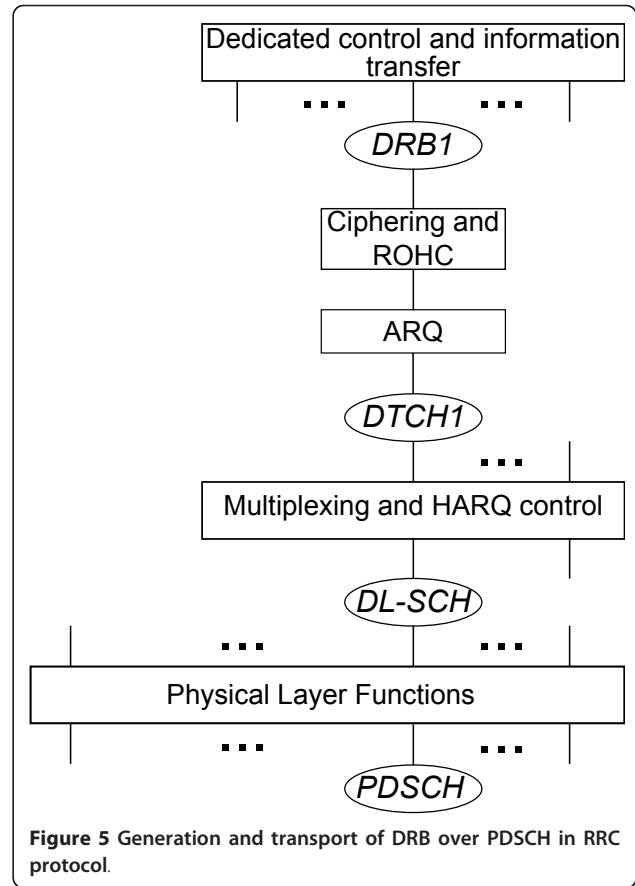 Dedicated control and information
transfer
DRB1
Ciphering and
ROHC
ARQ
DTCH1
Multiplexing and HARQ control
DL-SCH
Physical Layer Functions
PDSCH
Figure 5 Generation and transport of DRB over PDSCH in RRC
protocol.